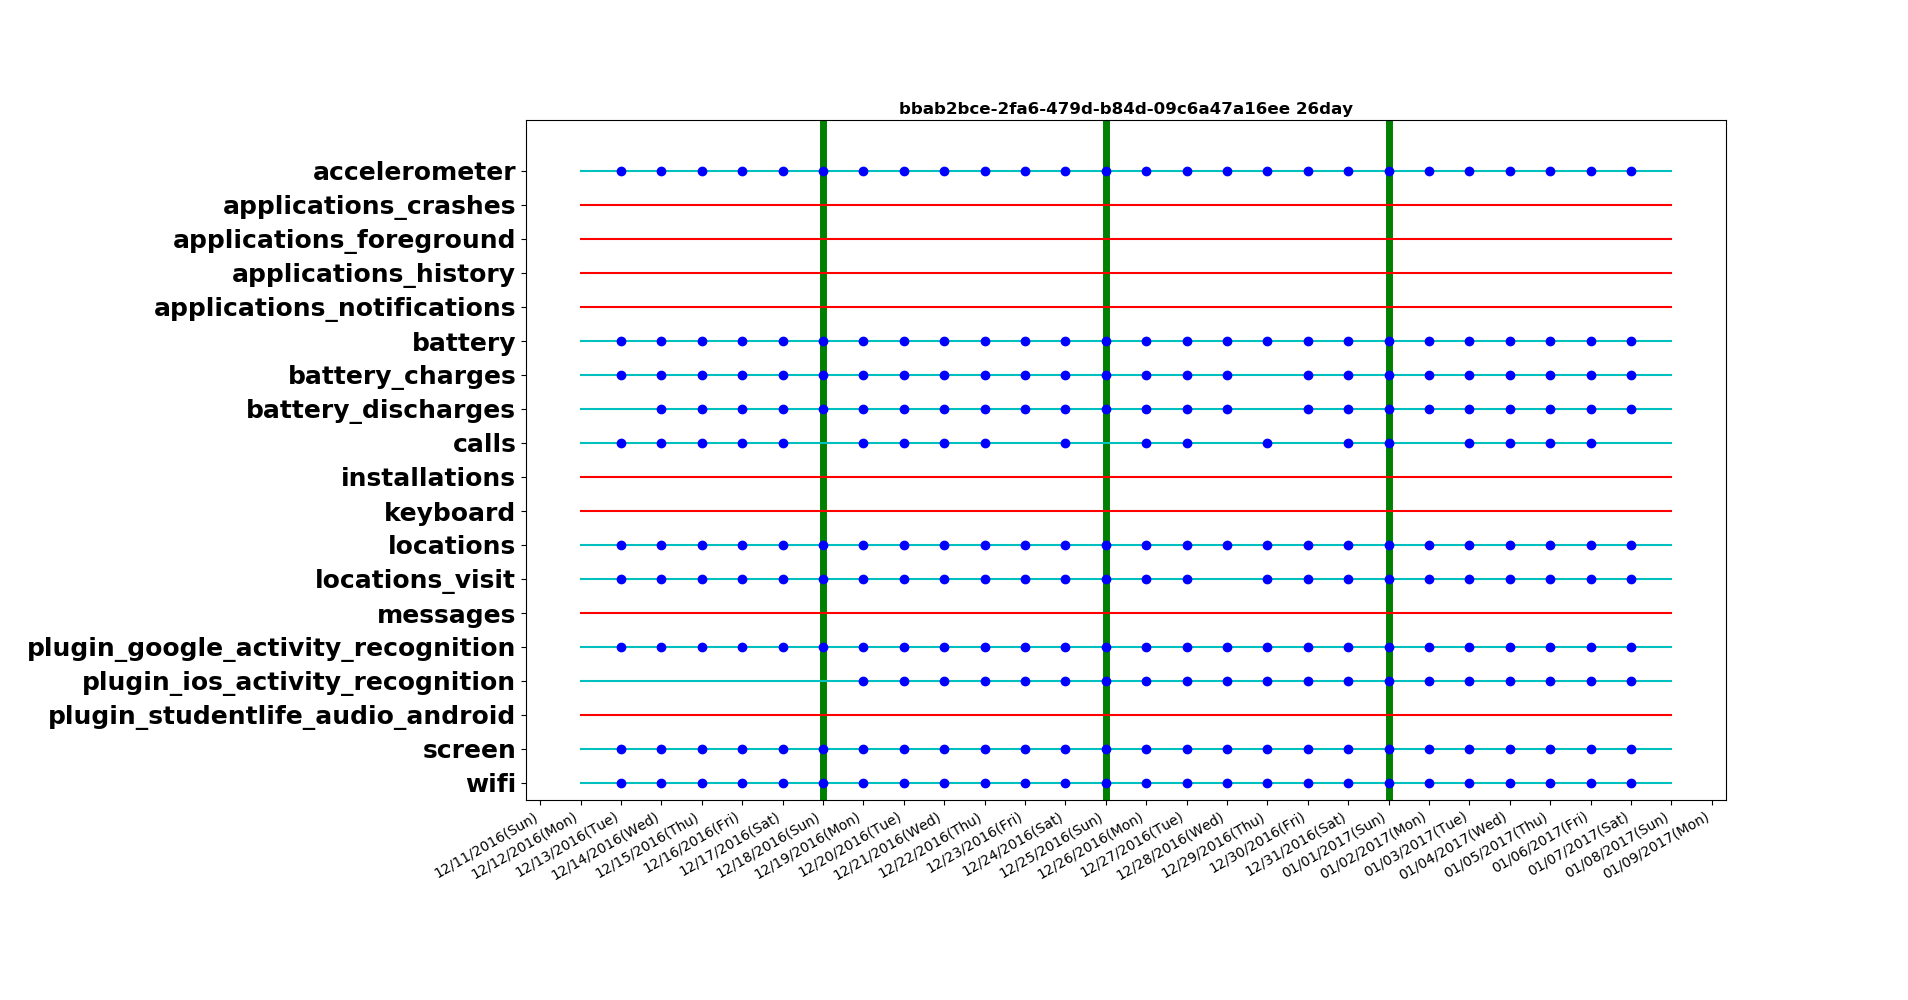 bbab2bce-2fa6-479d-b84d-09c6a47a16ee 26day
accelerometer
applications_crashes
applications_foreground
applications_history
applications_notifications
battery
battery_charges
battery_discharges
calls
installations
keyboard
locations
locations_visit
messages
plugin_google_activity_recognition
plugin_ios_activity_recognition
plugin_studentlife_audio_android
screen
wifi
12/11/2016(Sun)
12/12/2016(Mon)
12/13/2016(Tue)
12/14/2016(Wed)
12/15/2016(Thu)
12/16/2016(Fri)
12/17/2016(Sat)
12/18/2016(Sun)
12/19/2016(Mon)
12/20/2016(Tue)
12/21/2016(Wed)
12/22/2016(Thu)
12/23/2016(Fri)
12/24/2016(Sat)
12/25/2016(Sun)
12/26/2016(Mon)
12/27/2016(Tue)
12/28/2016(Wed)
12/29/2016(Thu)
12/30/2016(Fri)
12/31/2016(Sat)
01/01/2017(Sun)
01/02/2017(Mon)
01/03/2017(Tue)
01/04/2017(Wed)
01/05/2017(Thu)
01/06/2017(Fri)
01/07/2017(Sat)
01/08/2017(Sun)
01/09/2017(Mon)